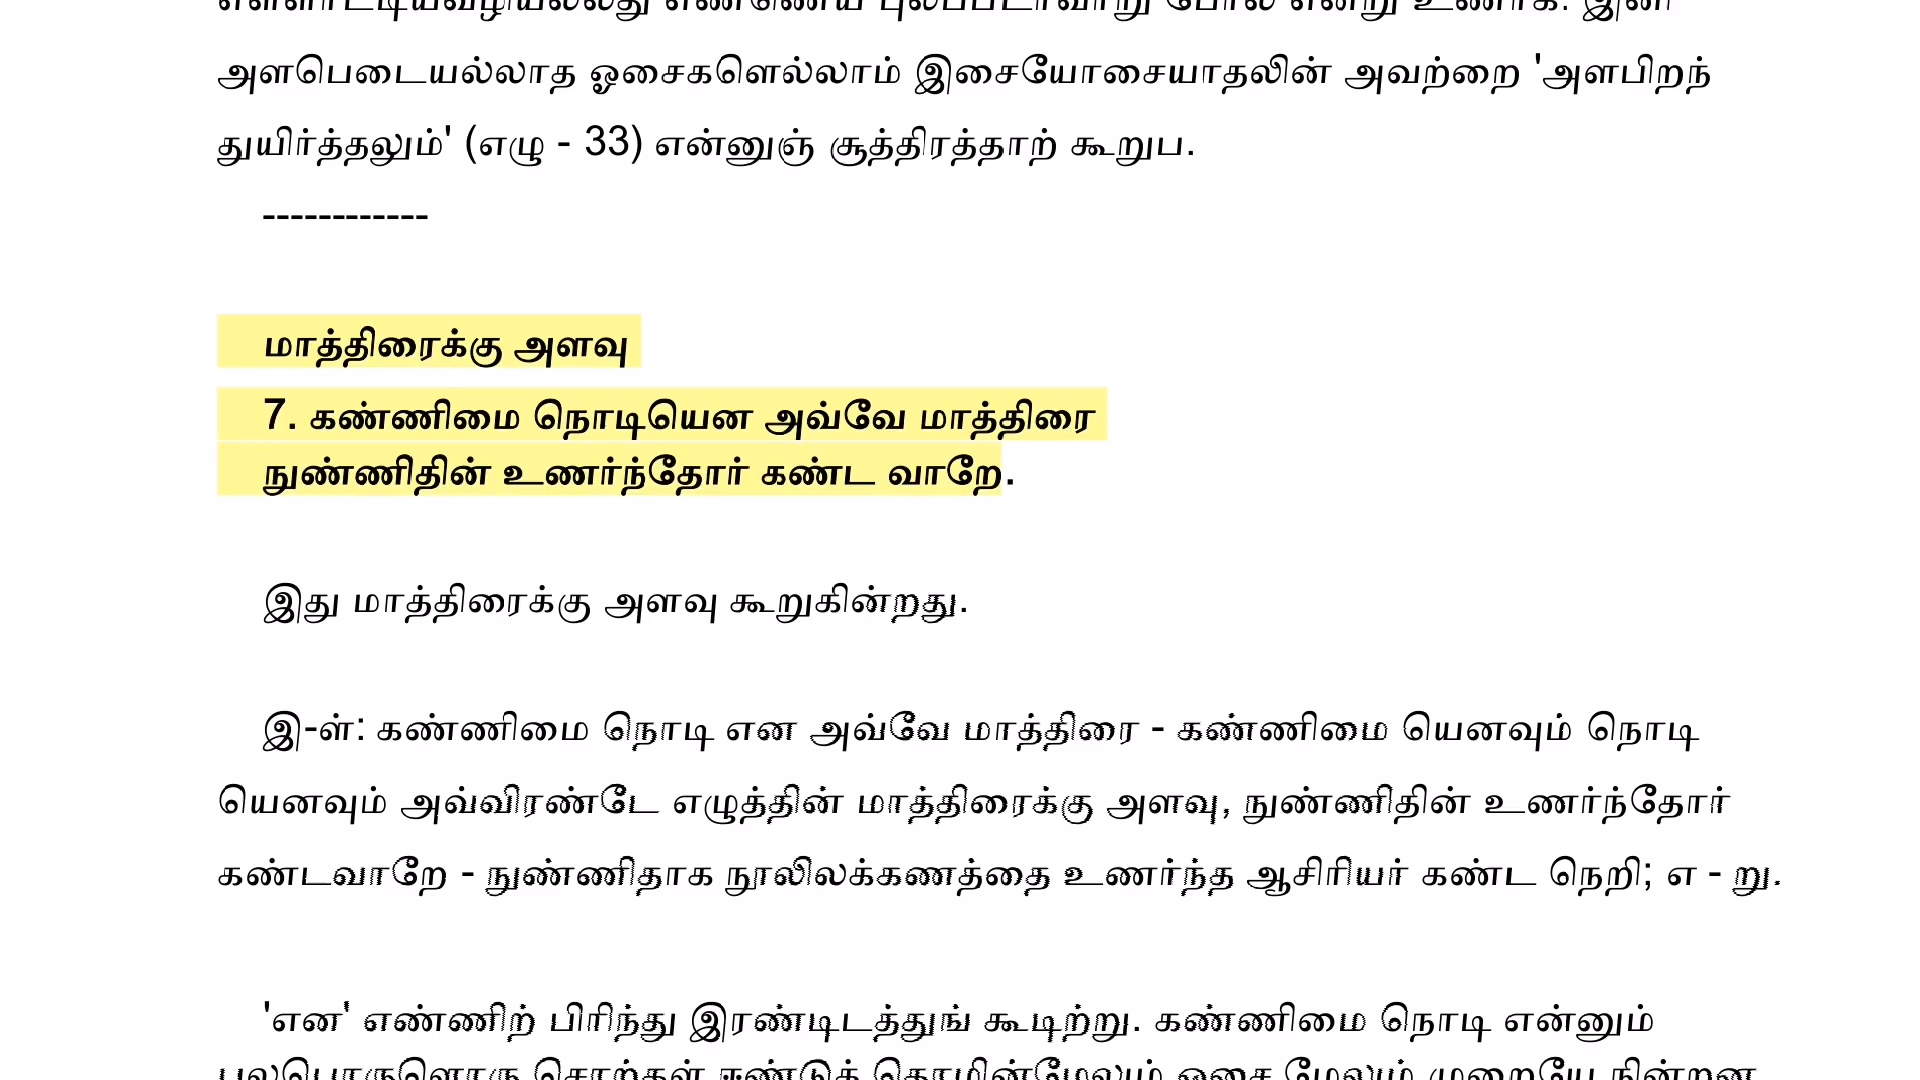 அளபெடையல்லாத ஓசைகளெல்லாம் இசையோசையாதலின் அவற்றை 'அளபிறந்
துயிர்த்தலும்' (எழு - 33) என்னுஞ் சூத்திரத்தாற் கூறுப.
------------
மாத்திரைக்கு அளவு
7. கண்ணிமை நொடியென அவ்வே மாத்திரை
நுண்ணிதின் உணர்ந்தோர் கண்ட வாறே.
இது மாத்திரைக்கு அளவு கூறுகின்றது.
இ-ள்: கண்ணிமை நொடி என அவ்வே மாத்திரை - கண்ணிமை யெனவும் நொடி
யெனவும் அவ்விரண்டே எழுத்தின் மாத்திரைக்கு அளவு, நுண்ணிதின் உணர்ந்தோர்
கண்டவாறே - நுண்ணிதாக நூலிலக்கணத்தை உணர்ந்த ஆசிரியர் கண்ட நெறி; எ - று.
'என' எண்ணிற் பிரிந்து இரண்டிடத்துங் கூடிற்று. கண்ணிமை நொடி என்னும்